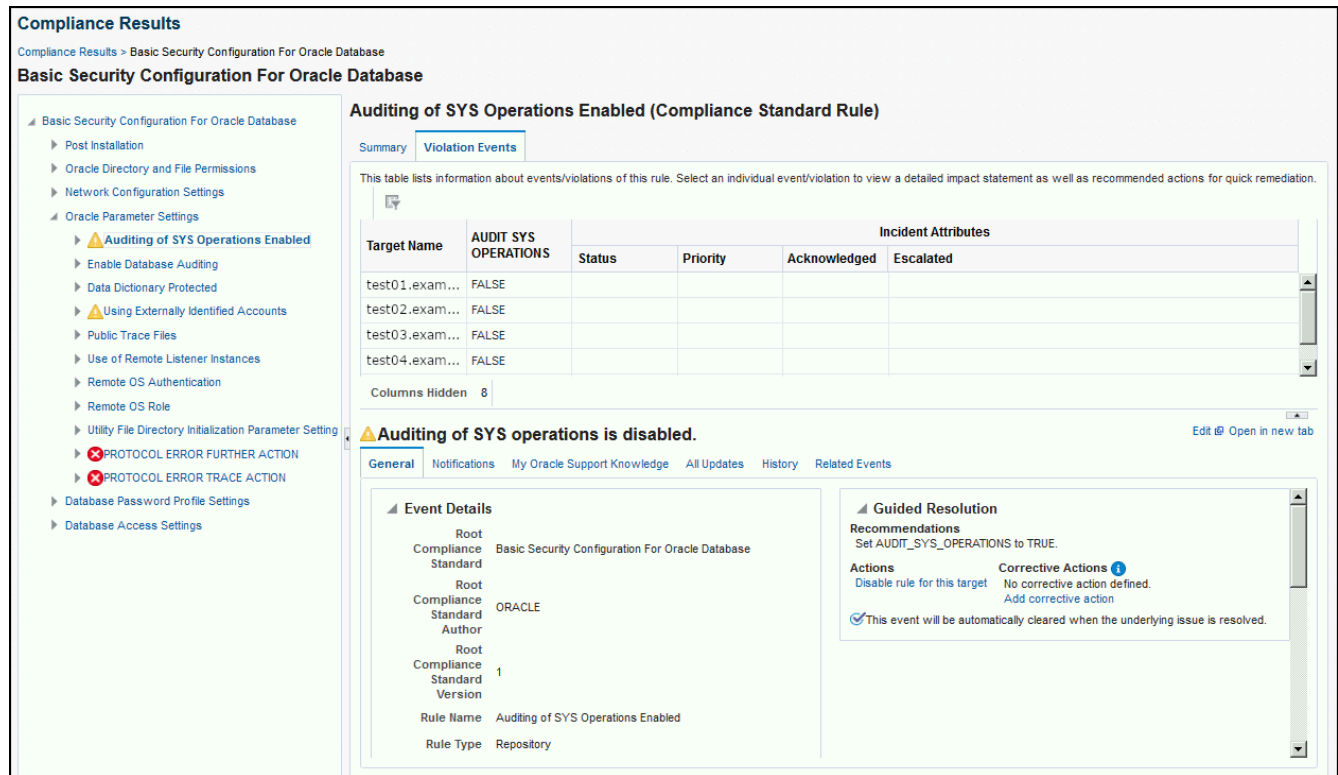 Compliance Results
Compliance Results > Basic Security Configuration For Oracle Database
Basic Security Configuration For Oracle Database
Basic Security Configuration For Oracle Database
Post Installation
Oracle Directory and File Permissions
Network Configuration Settings
Oracle Parameter Settings
Auditing of SYS Operations Enabled
Enable Database Auditing
Data Dictionary Protected
Using Externally Identified Accounts
Public Trace Files
Use of Remote Listener Instances
Remote OS Authentication
Remote OS Role
Utility File Directory Initialization Parameter Setting
PROTOCOL ERROR FURTHER ACTION
PROTOCOL ERROR TRACE ACTION
Database Password Profile Settings
Database Access Settings
Auditing of SYS Operations Enabled (Compliance Standard Rule)
Summary Violation Events
This table lists information about events/violations of this rule. Select an individual event/violation to view a detailed impact statement as well as recommended actions for quick remediation.
Target Name AUDIT SYS OPERATIONS Incident Attributes
Status Priority Acknowledged Escalated
test01.exam... FALSE
test02.exam... FALSE
test03.exam... FALSE
test04.exam... FALSE
Columns Hidden 8
Auditing of SYS operations is disabled.
Edit Open in new tab
General Notifications My Oracle Support Knowledge All Updates History Related Events
Event Details
Root Compliance Standard Basic Security Configuration For Oracle Database
Root Compliance Standard Author ORACLE
Root Compliance Standard Version 1
Rule Name Auditing of SYS Operations Enabled
Rule Type Repository
Guided Resolution
Recommendations
Set AUDIT_SYS_OPERATIONS to TRUE.
Actions Corrective Actions
Disable rule for this target No corrective action defined.
Add corrective action
This event will be automatically cleared when the underlying issue is resolved.